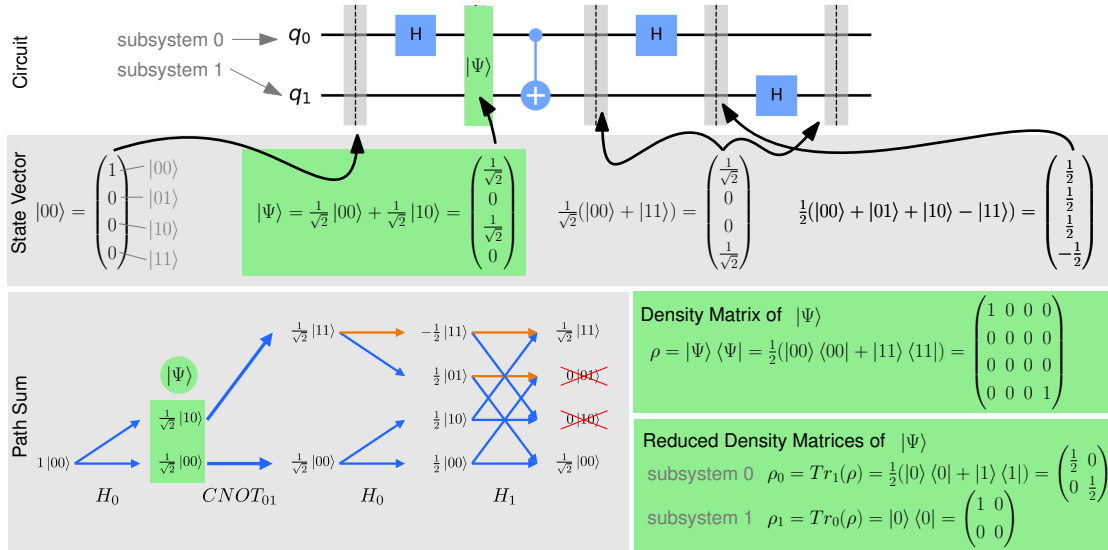 Circuit
subsystem 0
subsystem 1
q₀
q₁
H
|Ψ⟩
H
H
State Vector
|00⟩ = (1 0 0 0)
|00⟩
|01⟩
|10⟩
|11⟩
|Ψ⟩ = 1/√2 |00⟩ + 1/√2 |10⟩ = (1/√2 0 1/√2 0)
1/√2 (|00⟩ + |11⟩) = (1/√2 0 0 1/√2)
1/2 (|00⟩ + |01⟩ + |10⟩ − |11⟩) = (1/2 1/2 1/2 −1/2)
Path Sum
1/√2 |11⟩ −1/2 |11⟩ 1/√2 |11⟩
|Ψ⟩ 1/2 |01⟩ 0 |01⟩
1/√2 |10⟩ 1/2 |10⟩ 0 |10⟩
1 |00⟩ 1/√2 |00⟩ 1/√2 |00⟩ 1/2 |00⟩ 1/√2 |00⟩
H₀ CNOT₀₁ H₀ H₁
Density Matrix of |Ψ⟩
ρ = |Ψ⟩ ⟨Ψ| = 1/2 (|00⟩ ⟨00| + |11⟩ ⟨11|) =
1 0 0 0
0 0 0 0
0 0 0 0
0 0 0 1
Reduced Density Matrices of |Ψ⟩
subsystem 0 ρ₀ = Tr₁(ρ) = 1/2 (|0⟩ ⟨0| + |1⟩ ⟨1|) =
1/2 0
0 1/2
subsystem 1 ρ₁ = Tr₀(ρ) = |0⟩ ⟨0| =
1 0
0 0